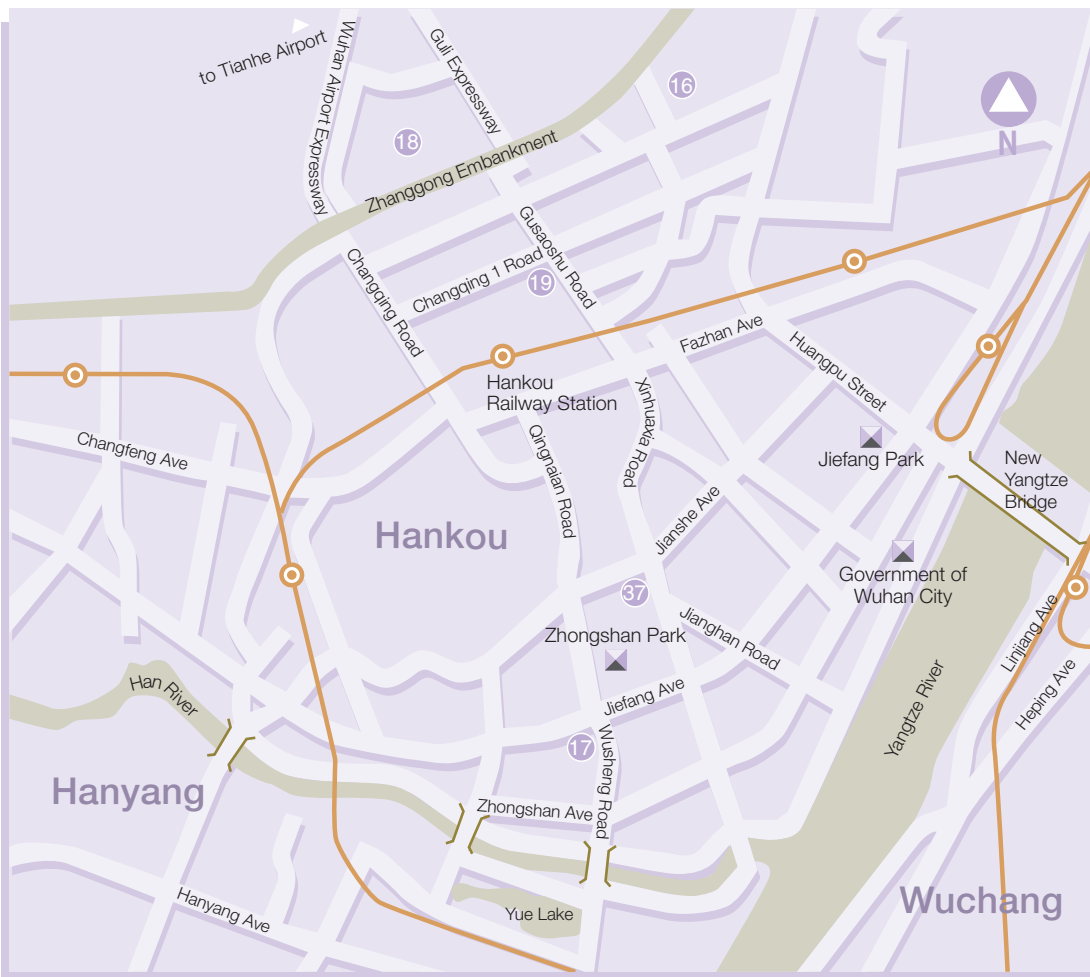 to Tianhe Airport
Wuhan Airport Expressway
Guli Expressway
16
N
18
Zhanggong Embankment
Gusaoshu Road
Changqing 1 Road
19
Changqing Road
Fazhan Ave
Huangpu Street
Hankou
Railway Station
Xinhuaxia Road
Qingnaian Road
Changfeng Ave
Jiefang Park
New
Yangtze
Bridge
Hankou
Jianshe Ave
Government of
Wuhan City
37
Zhongshan Park
Jianghan Road
Linjiang Ave
Heping Ave
Han River
Jiefang Ave
Yangtze River
17
Wusheng Road
Hanyang
Zhongshan Ave
Hanyang Ave
Yue Lake
Wuchang